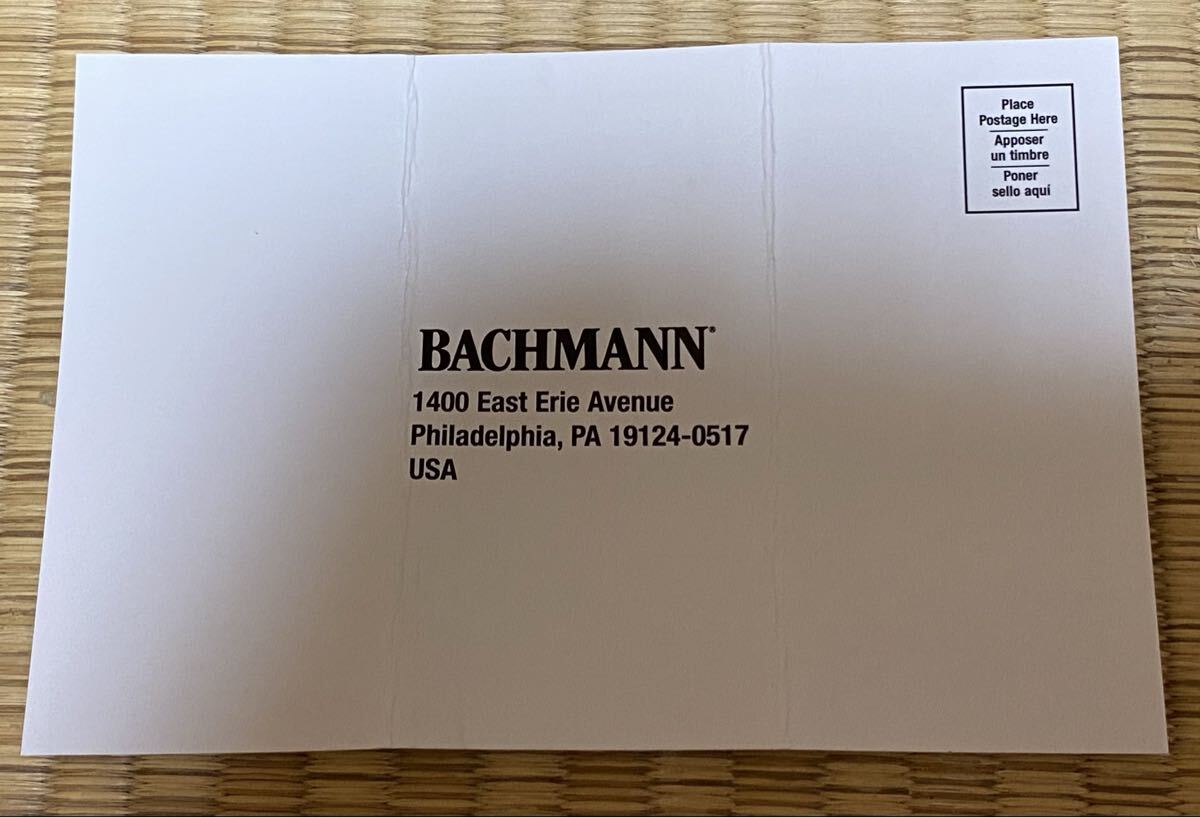 Place
Postage Here
Apposer
un timbre
Poner
sello aquí
BACHMANN®
1400 East Erie Avenue
Philadelphia, PA 19124-0517
USA